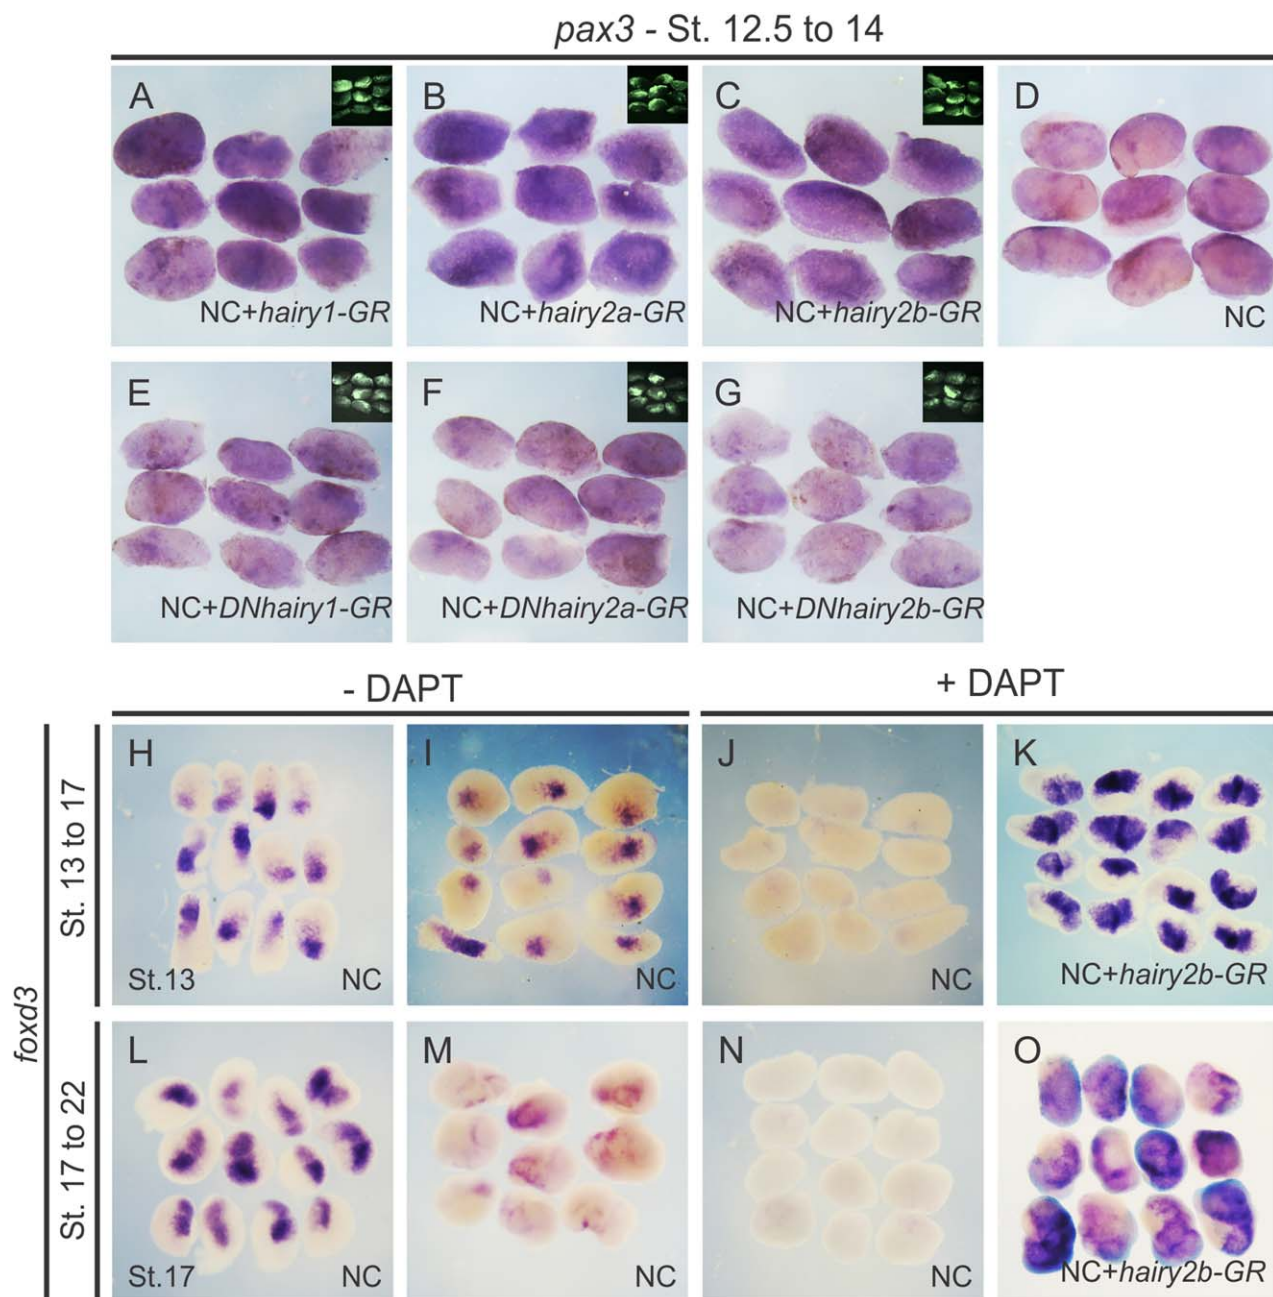 pax3 - St. 12.5 to 14
A
B
C
D
NC+hairy1-GR
NC+hairy2a-GR
NC+hairy2b-GR
NC
E
F
G
NC+DNhairy1-GR
NC+DNhairy2a-GR
NC+DNhairy2b-GR
- DAPT
+ DAPT
foxd3
St. 13 to 17
H
I
J
K
St.13
NC
NC
NC
NC+hairy2b-GR
St. 17 to 22
L
M
N
O
St.17
NC
NC
NC
NC+hairy2b-GR